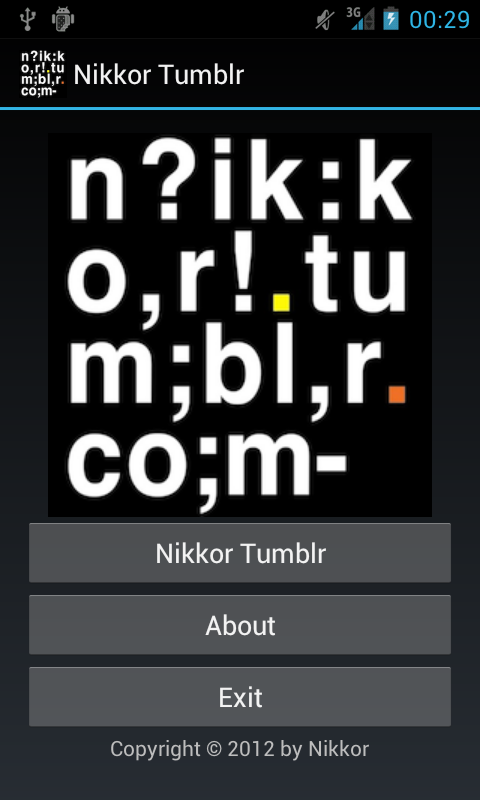 3G 00:29
n?ik:k
o,r!.tu
m;bl,r.
co;m-
Nikkor Tumblr
n?ik:k
o,r!.tu
m;bl,r.
co;m-
Nikkor Tumblr
About
Exit
Copyright © 2012 by Nikkor